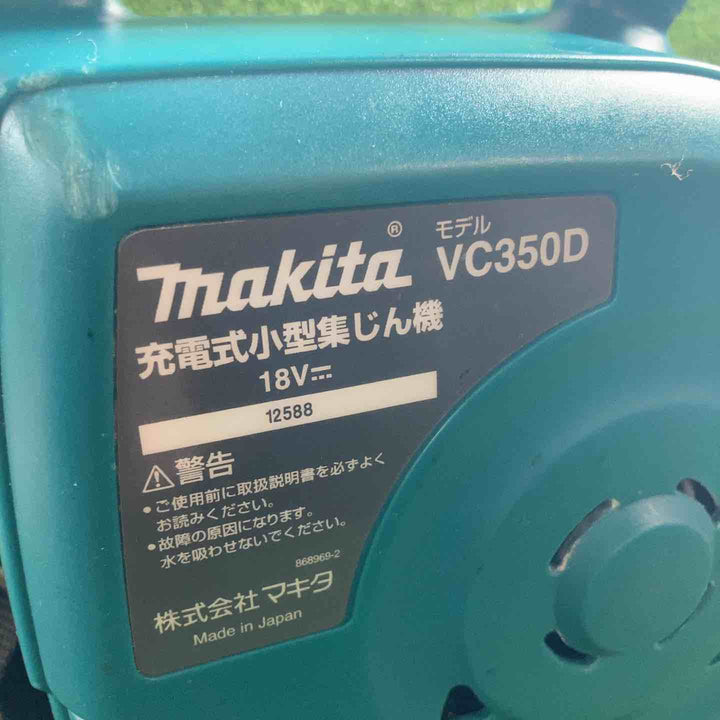 makita®
モデル
VC350D
充電式小型集じん機
18V⎓
12588
⚠警告
•ご使用前に取扱説明書を必ずよく
お読みください。
•故障の原因になります。
水を吸わせないでください。
868969-2
株式会社 マキタ
Made in Japan